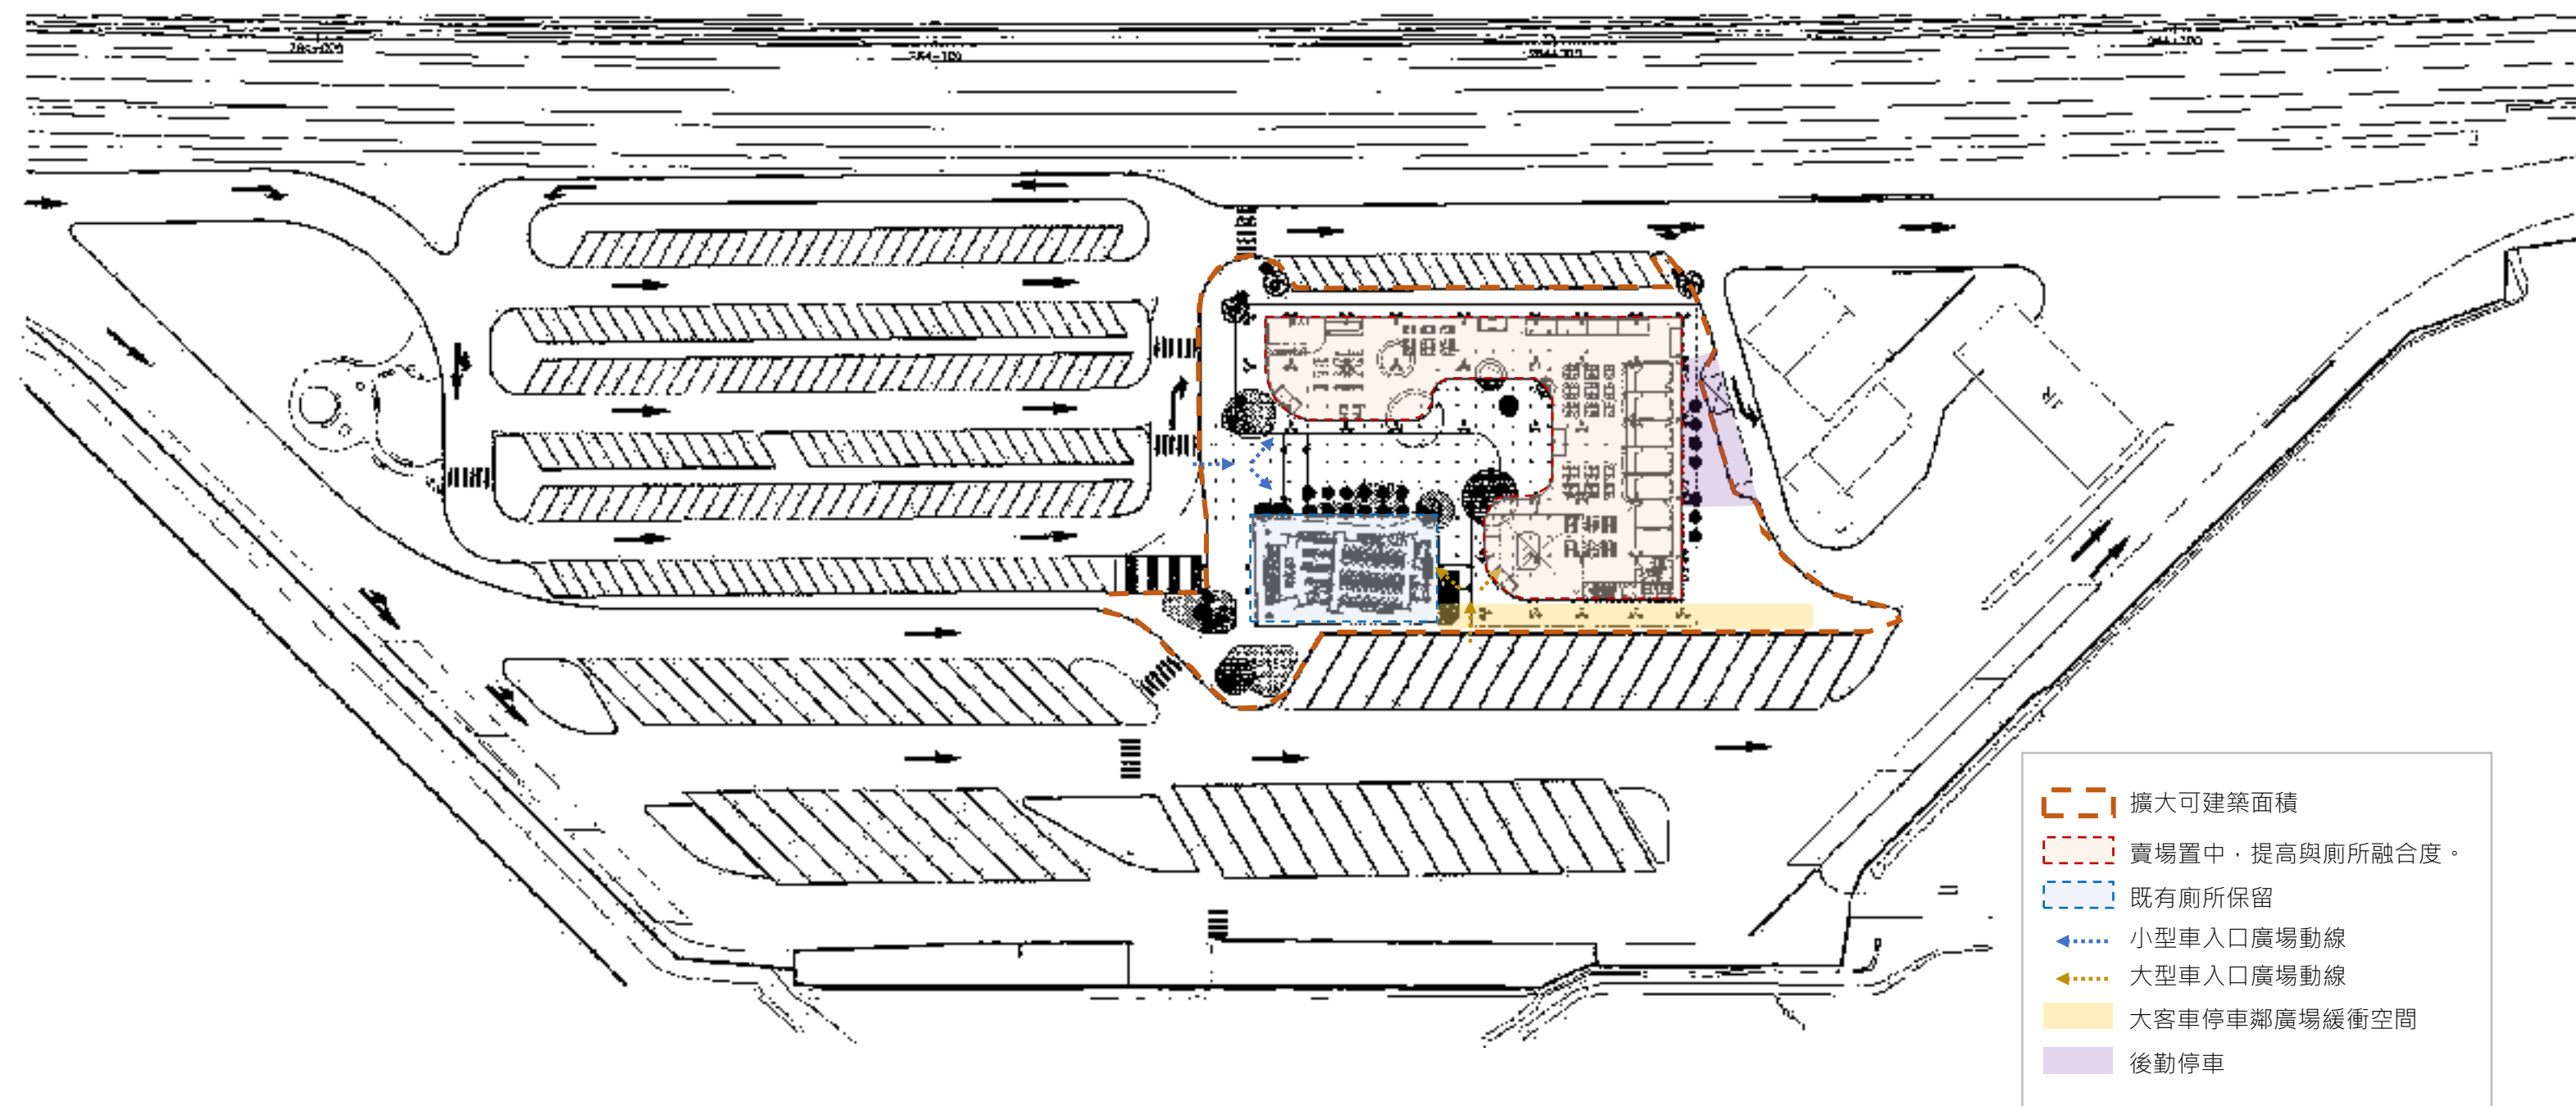 擴大可建築面積
賣場置中，提高與廁所融合度。
既有廁所保留
小型車入口廣場動線
大型車入口廣場動線
大客車停車鄰廣場緩衝空間
後勤停車